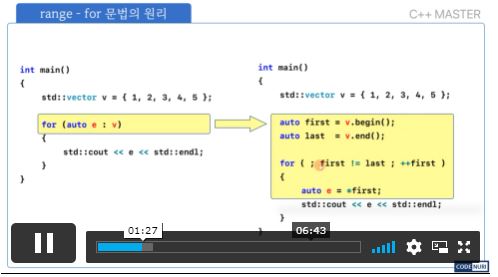 range - for 문법의 원리
C++ MASTER
int main()
{
std::vector v = { 1, 2, 3, 4, 5 };
for (auto e : v)
{
std::cout << e << std::endl;
}
}
int main()
{
std::vector v = { 1, 2, 3, 4, 5 };
auto first = v.begin();
auto last = v.end();
for ( ; first != last ; ++first )
{
auto e = *first;
std::cout << e << std::endl;
}
}
01:27
06:43
CODENURI